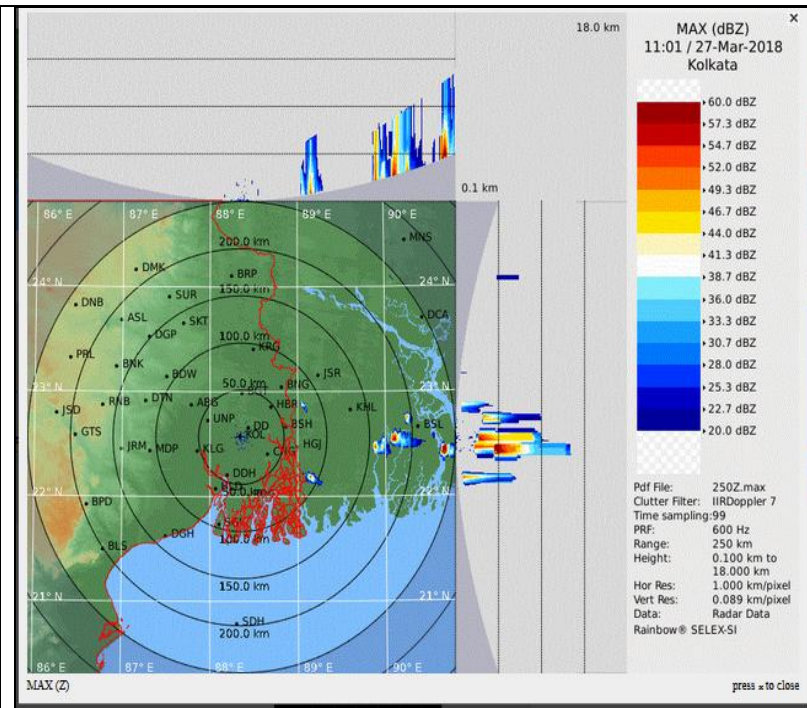 ×
MAX (dBZ)
11:01 / 27-Mar-2018
Kolkata
18.0 km
0.1 km
60.0 dBZ
57.3 dBZ
54.7 dBZ
52.0 dBZ
49.3 dBZ
46.7 dBZ
44.0 dBZ
41.3 dBZ
38.7 dBZ
36.0 dBZ
33.3 dBZ
30.7 dBZ
28.0 dBZ
25.3 dBZ
22.7 dBZ
20.0 dBZ
86° E 87° E 88° E 89° E 90° E
MNS
200.0 km
DMK
BRP
24° N
150.0 km
SUR
DNB
DCA
ASL
SKT
DGP
100.0 km
KRG
PRL
BNK
BDW
JSR
23° N
50.0 km
BNG
RNB
DTN
ABG
HBR
KHL
JSD
UNP
DD
BSH
BSL
GTS
KOL
JRM
MDP
KLG
HGJ
DDH
22° N
50.0 km
BPD
DGH
100.0 km
BLS
150.0 km
21° N
SDH
200.0 km
86° E 87° E 88° E 89° E 90° E
Pdf File: 250Z.max
Clutter Filter: IIRDoppler 7
Time sampling:99
PRF: 600 Hz
Range: 250 km
Height: 0.100 km to
18.000 km
Hor Res: 1.000 km/pixel
Vert Res: 0.089 km/pixel
Data: Radar Data
Rainbow® SELEX-SI
MAX (Z)
press × to close